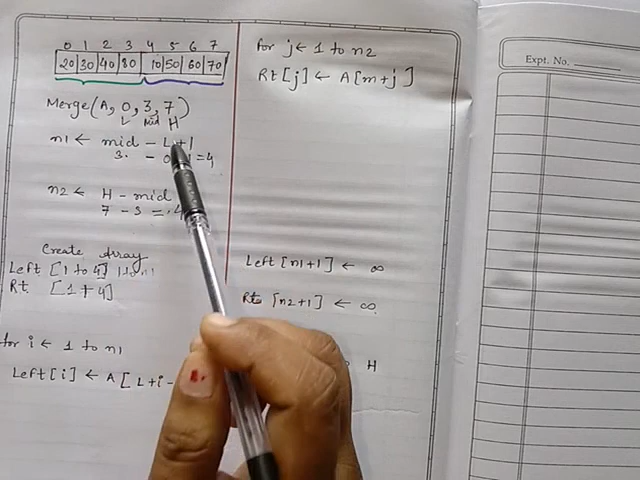 0 1 2 3 4 5 6 7
20 30 40 80 10 50 60 70
Merge(A, 0, 3, 7)
L Mid H
n1 ← mid - L+1
3 - 0 =4
n2 ← H - mid
7 - 3 = 4
Create Array
Left [1 to 4]
Rt [1 4]
for i ← 1 to n1
Left[i] ← A[ L+i-
for j ← 1 to n2
Rt[j] ← A[m+j]
Left [n1+1] ← ∞
Rt [n2+1] ← ∞
H
Expt. No.